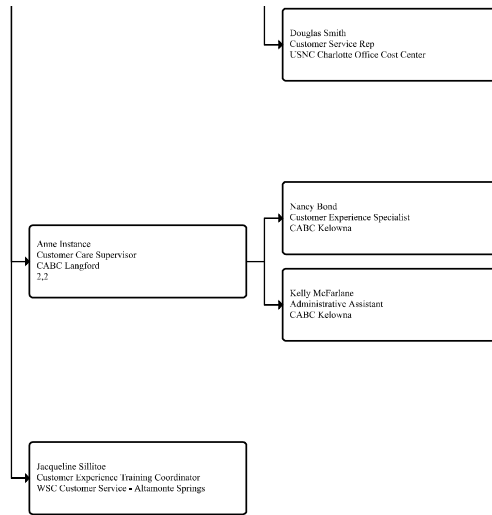 Douglas Smith
Customer Service Rep
USNC Charlotte Office Cost Center
Nancy Bond
Customer Experience Specialist
CABC Kelowna
Anne Instance
Customer Care Supervisor
CABC Langford
2,2
Kelly McFarlane
Administrative Assistant
CABC Kelowna
Jacqueline Sillitoe
Customer Experience Training Coordinator
WSC Customer Service - Altamonte Springs